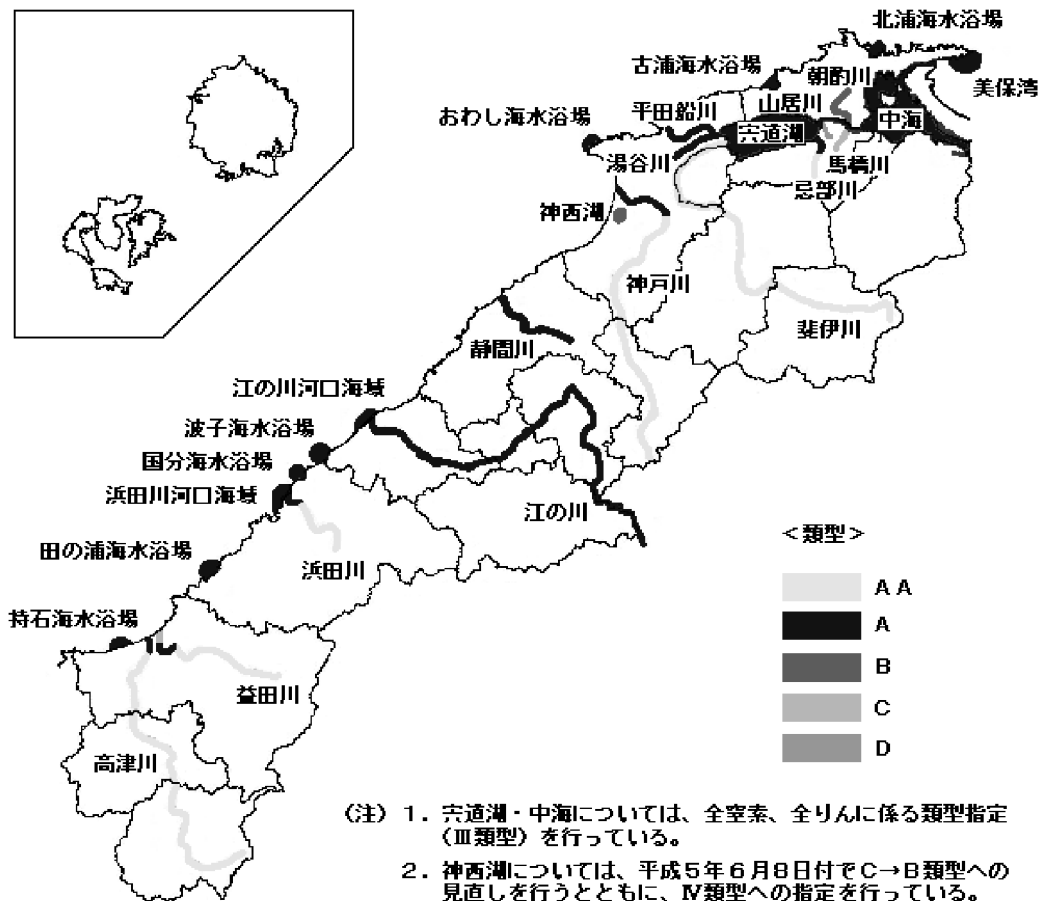 北浦海水浴場
古浦海水浴場
朝酌川
美保湾
おわし海水浴場
平田船川
山居川
宍道湖
中海
湯谷川
馬橋川
忌部川
神西湖
神戸川
斐伊川
静間川
江の川河口海域
波子海水浴場
国分海水浴場
浜田川河口海域
江の川
田の浦海水浴場
浜田川
持石海水浴場
益田川
高津川
<類型>
AA
A
B
C
D
(注) 1. 宍道湖・中海については、全窒素、全りんに係る類型指定
(Ⅲ類型)を行っている。
2. 神西湖については、平成5年6月8日付でC→B類型への
見直しを行うとともに、Ⅳ類型への指定を行っている。